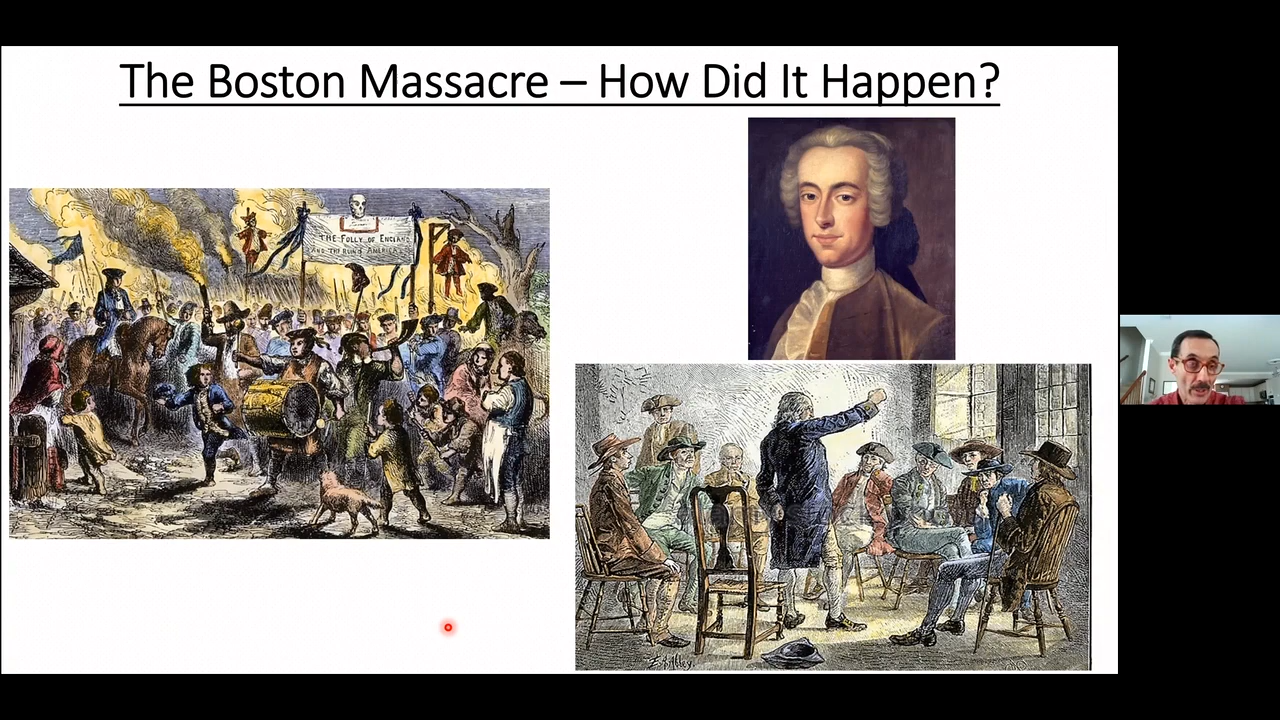 The Boston Massacre – How Did It Happen?
THE FOLLY OF ENGLAND
AND THE RUIN OF AMERICA